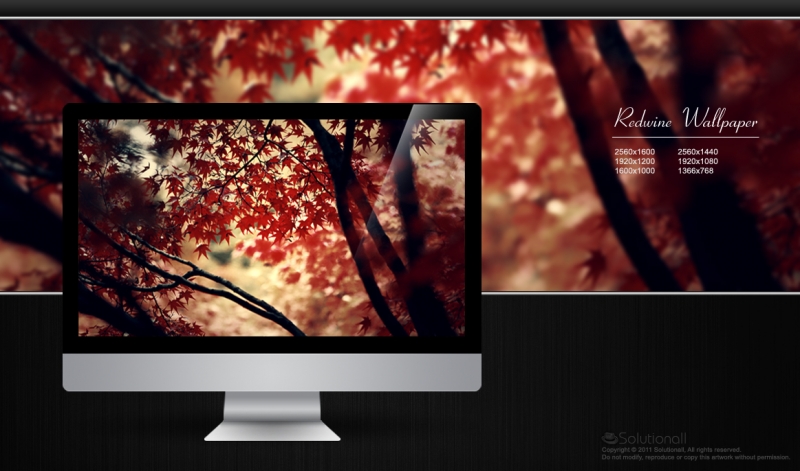 Redwine Wallpaper
2560x1600 2560x1440
1920x1200 1920x1080
1600x1000 1366x768
Solutionall
Copyright © 2011 Solutionall, All rights reserved.
Do not modify, reproduce or copy this artwork without permission.